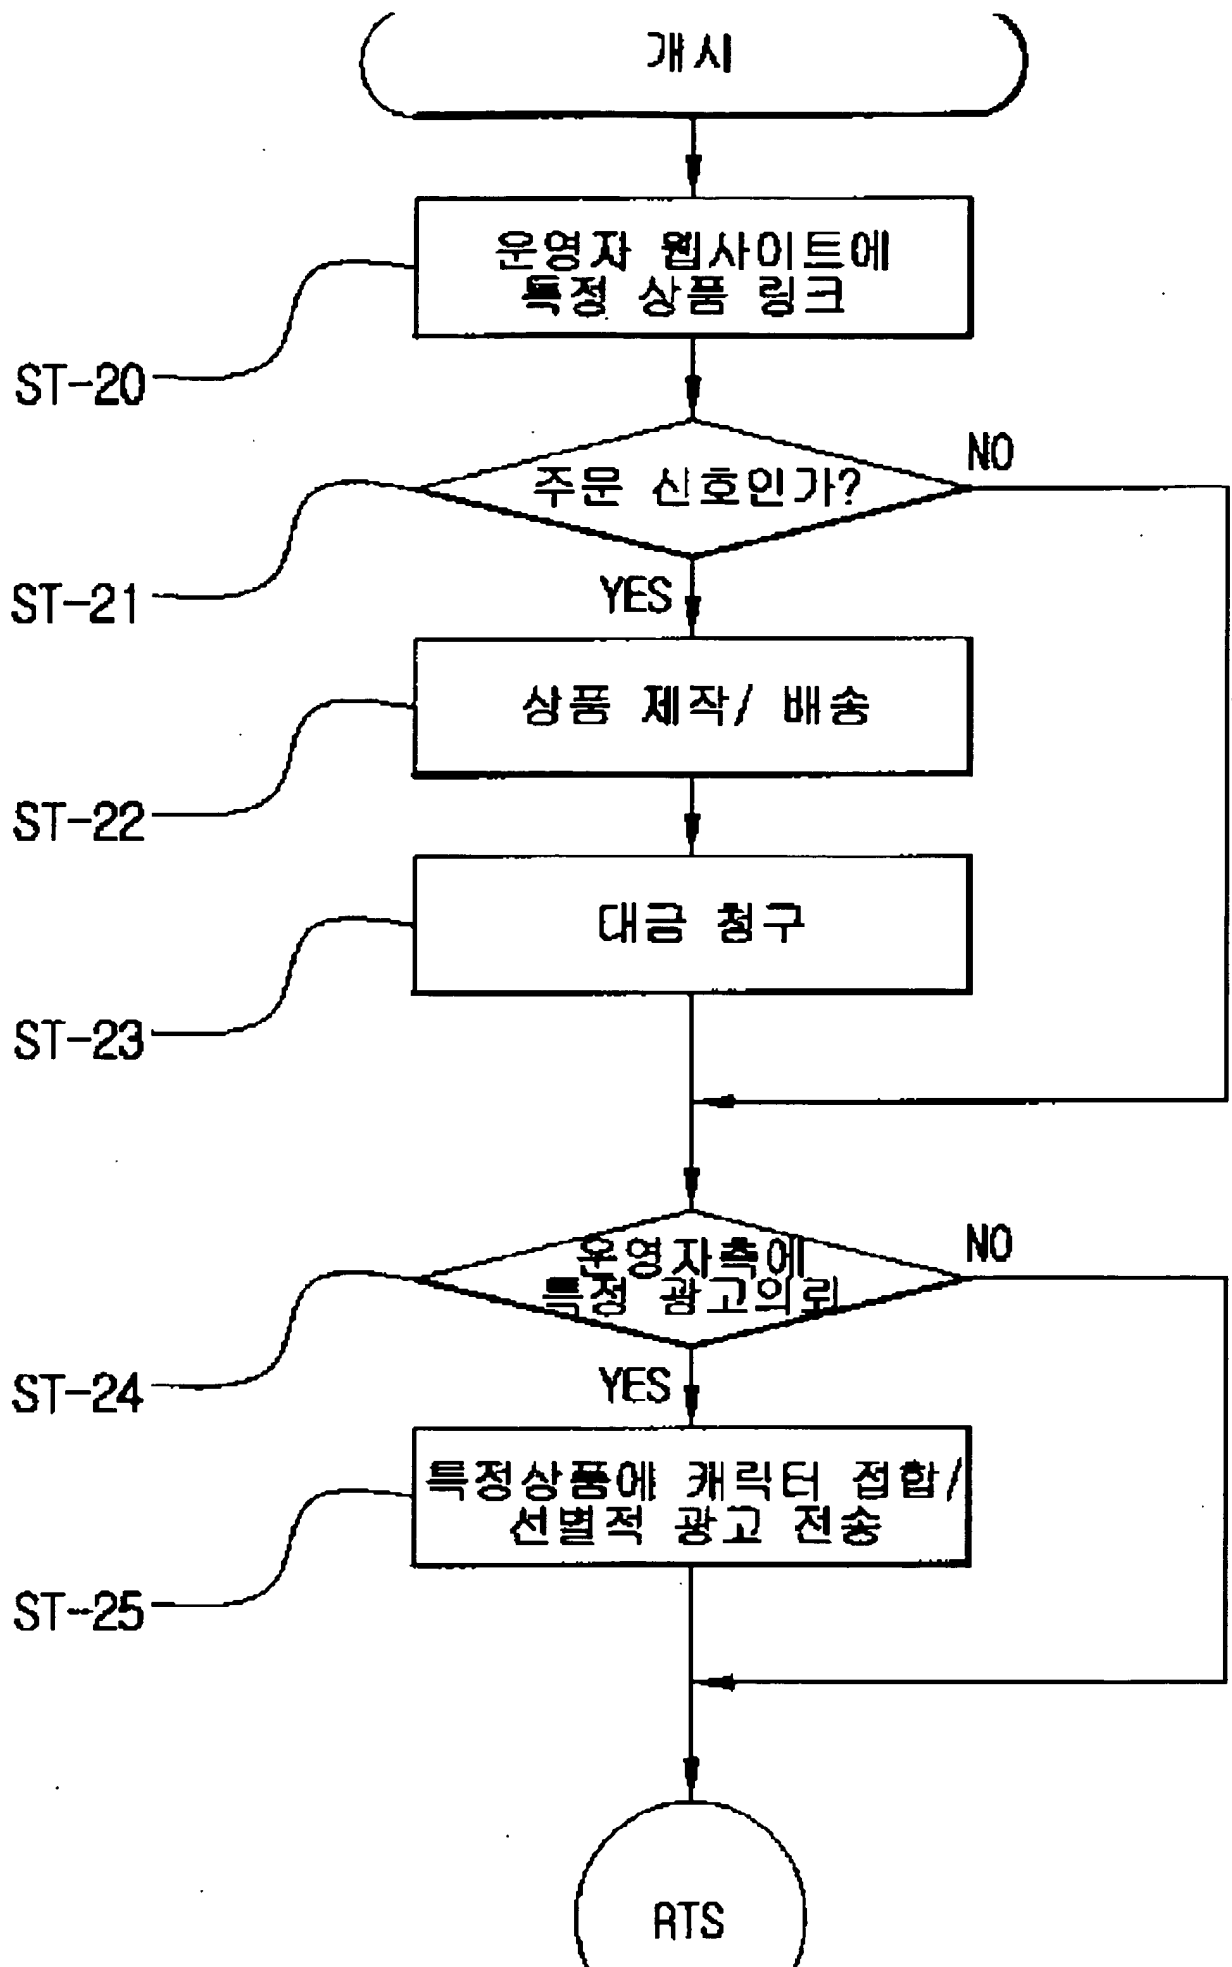 개시
운영자 웹사이트에
특정 상품 링크
ST-20
NO
주문 신호인가?
ST-21
YES
상품 제작/ 배송
ST-22
대금 청구
ST-23
운영자측에
NO
특정 광고의뢰
ST-24
YES
특정상품에 캐릭터 접합/
선별적 광고 전송
ST-25
RTS